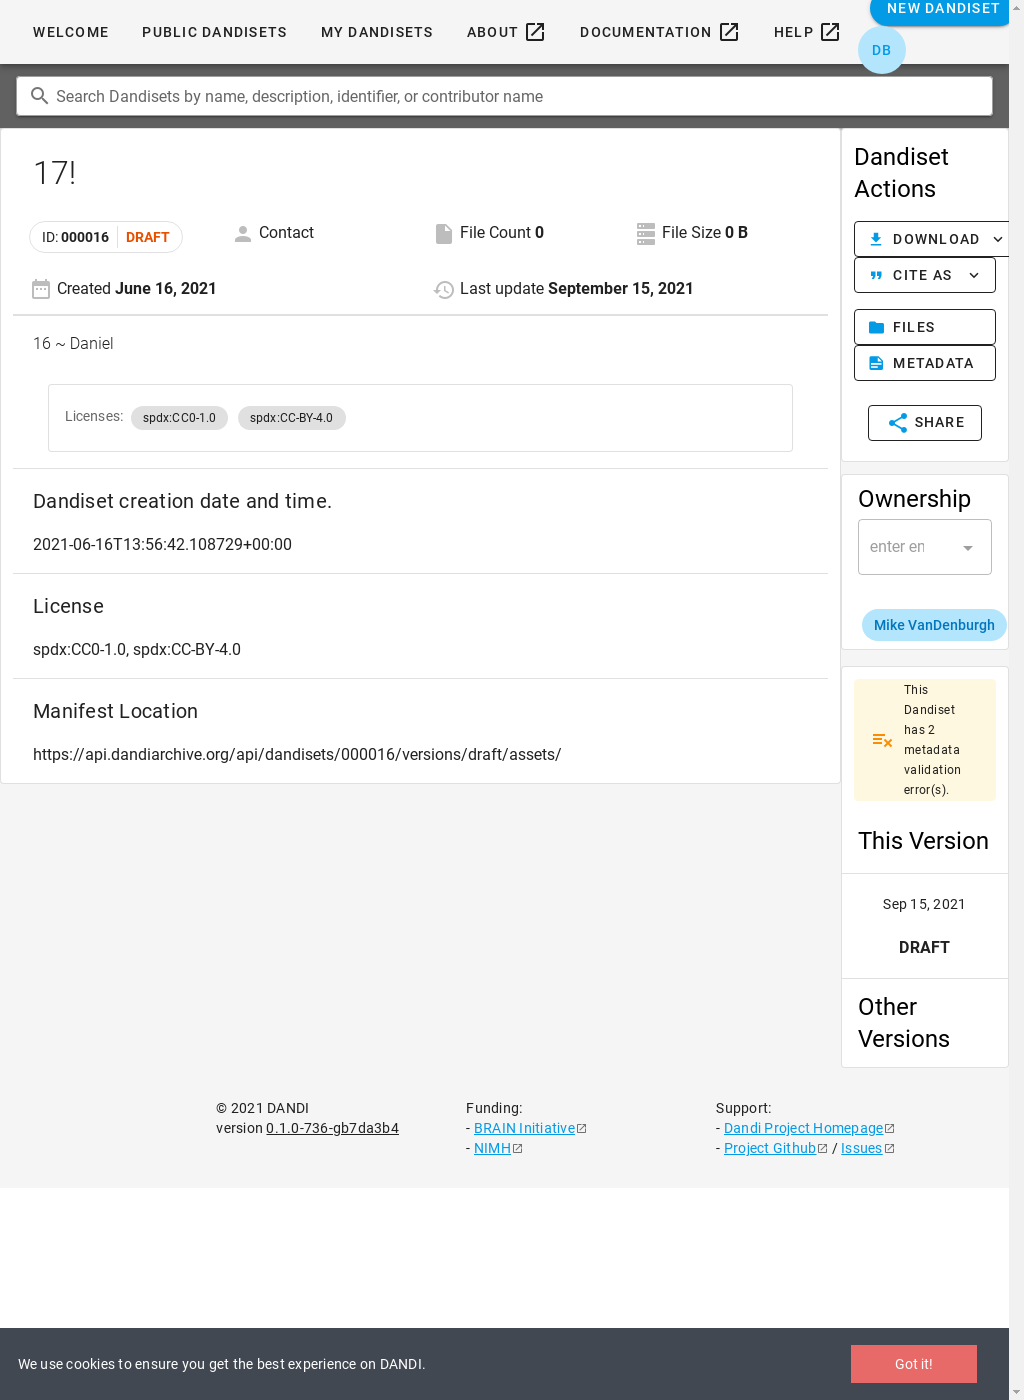 WELCOME PUBLIC DANDISETS MY DANDISETS ABOUT DOCUMENTATION HELP NEW DANDISET
DB
Search Dandisets by name, description, identifier, or contributor name
17!
ID: 000016 DRAFT Contact File Count 0 File Size 0 B
Created June 16, 2021 Last update September 15, 2021
16 ~ Daniel
Licenses: spdx:CC0-1.0 spdx:CC-BY-4.0
Dandiset creation date and time.
2021-06-16T13:56:42.108729+00:00
License
spdx:CC0-1.0, spdx:CC-BY-4.0
Manifest Location
https://api.dandiarchive.org/api/dandisets/000016/versions/draft/assets/
Dandiset
Actions
DOWNLOAD
CITE AS
FILES
METADATA
SHARE
Ownership
enter en
Mike VanDenburgh
This
Dandiset
has 2
metadata
validation
error(s).
This Version
Sep 15, 2021
DRAFT
Other
Versions
© 2021 DANDI
version 0.1.0-736-gb7da3b4
Funding:
- BRAIN Initiative
- NIMH
Support:
- Dandi Project Homepage
- Project Github / Issues
We use cookies to ensure you get the best experience on DANDI.
Got it!